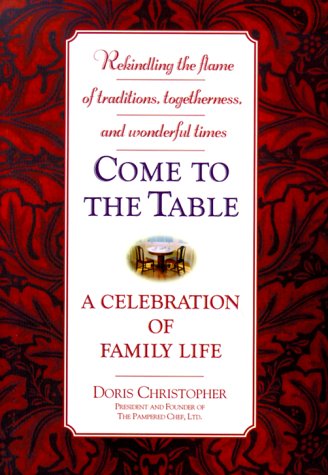 Rekindling the flame
of traditions, togetherness,
and wonderful times
COME TO
THE TABLE
A CELEBRATION
OF
FAMILY LIFE
DORIS CHRISTOPHER
PRESIDENT AND FOUNDER OF
THE PAMPERED CHEF, LTD.